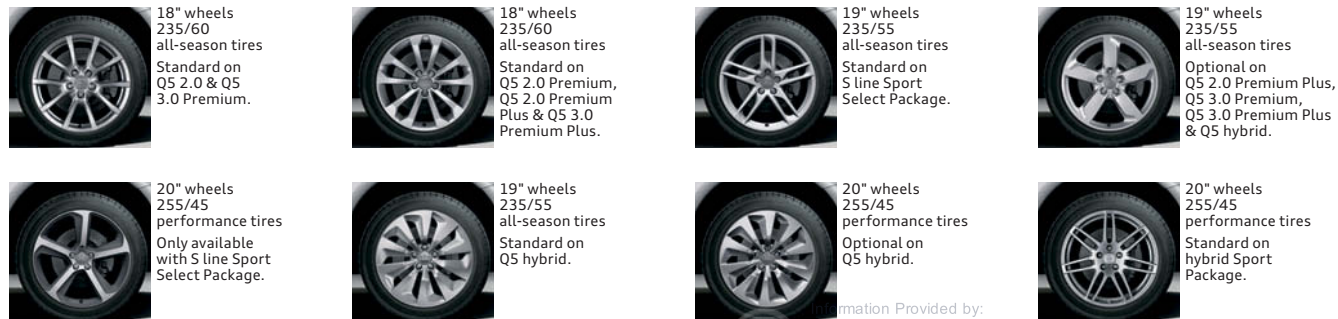 18" wheels
235/60
all-season tires
Standard on
Q5 2.0 & Q5
3.0 Premium.
18" wheels
235/60
all-season tires
Standard on
Q5 2.0 Premium,
Q5 2.0 Premium
Plus & Q5 3.0
Premium Plus.
19" wheels
235/55
all-season tires
Standard on
S line Sport
Select Package.
19" wheels
235/55
all-season tires
Optional on
Q5 2.0 Premium Plus,
Q5 3.0 Premium,
Q5 3.0 Premium Plus
& Q5 hybrid.
20" wheels
255/45
performance tires
Only available
with S line Sport
Select Package.
19" wheels
235/55
all-season tires
Standard on
Q5 hybrid.
20" wheels
255/45
performance tires
Optional on
Q5 hybrid.
20" wheels
255/45
performance tires
Standard on
hybrid Sport
Package.
Information Provided by: